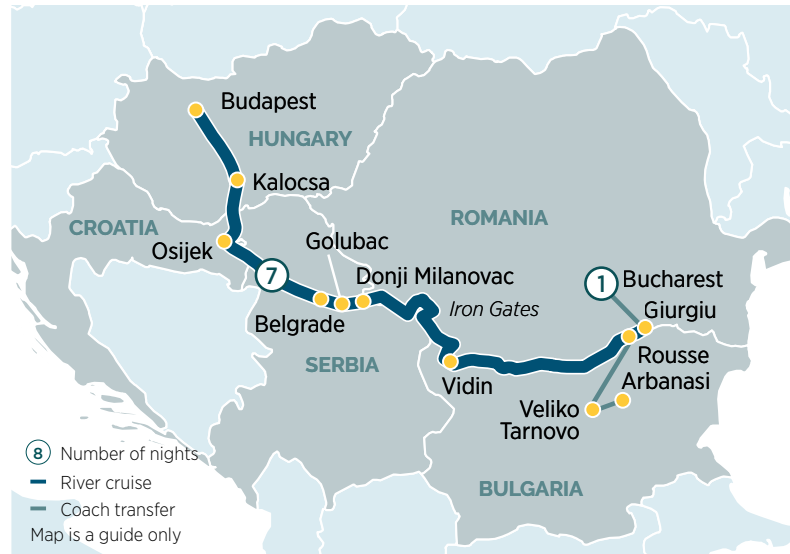 Budapest
HUNGARY
Kalocsa
CROATIA
ROMANIA
Osijek
Golubac
7
Donji Milanovac
1
Bucharest
Iron Gates
Giurgiu
Belgrade
SERBIA
Rousse
Vidin
Arbanasi
Veliko
Tarnovo
BULGARIA
8 Number of nights
River cruise
Coach transfer
Map is a guide only